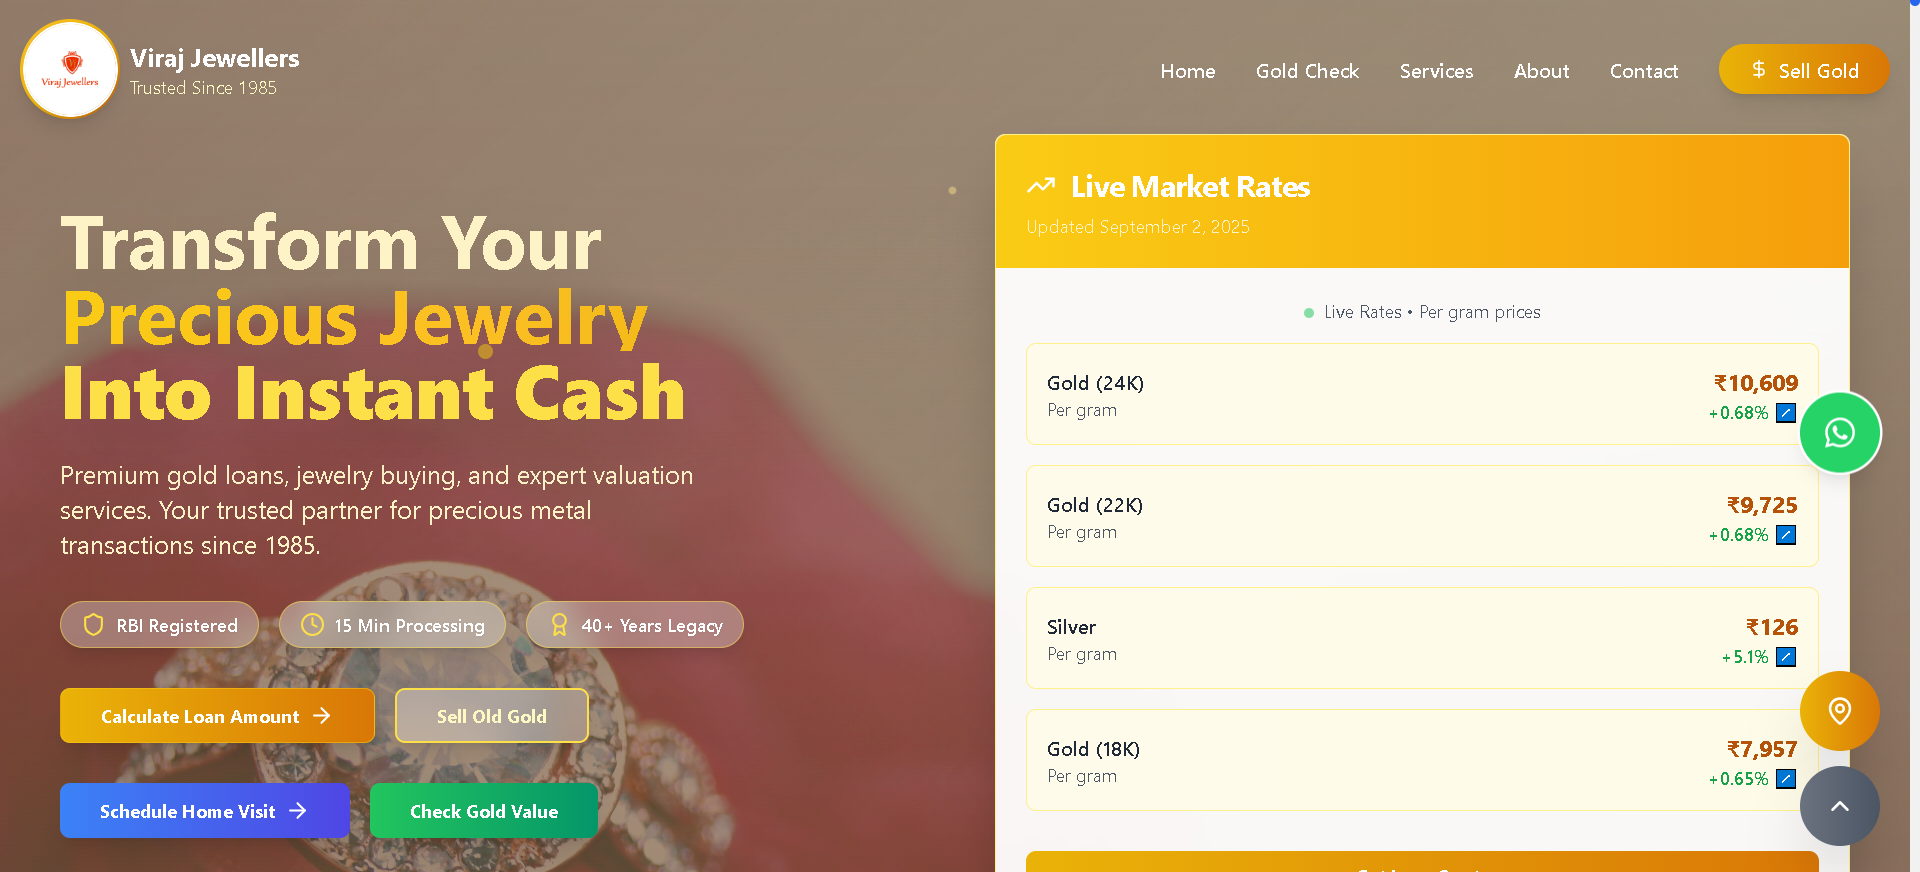 Viraj Jewellers
Viraj Jewellers
Trusted Since 1985
Home
Gold Check
Services
About
Contact
$ Sell Gold
Transform Your
Precious Jewelry
Into Instant Cash
Premium gold loans, jewelry buying, and expert valuation
services. Your trusted partner for precious metal
transactions since 1985.
RBI Registered
15 Min Processing
40+ Years Legacy
Calculate Loan Amount
Sell Old Gold
Schedule Home Visit
Check Gold Value
Live Market Rates
Updated September 2, 2025
Live Rates • Per gram prices
Gold (24K)
₹10,609
Per gram
+0.68%
Gold (22K)
₹9,725
Per gram
+0.68%
Silver
₹126
Per gram
+5.1%
Gold (18K)
₹7,957
Per gram
+0.65%